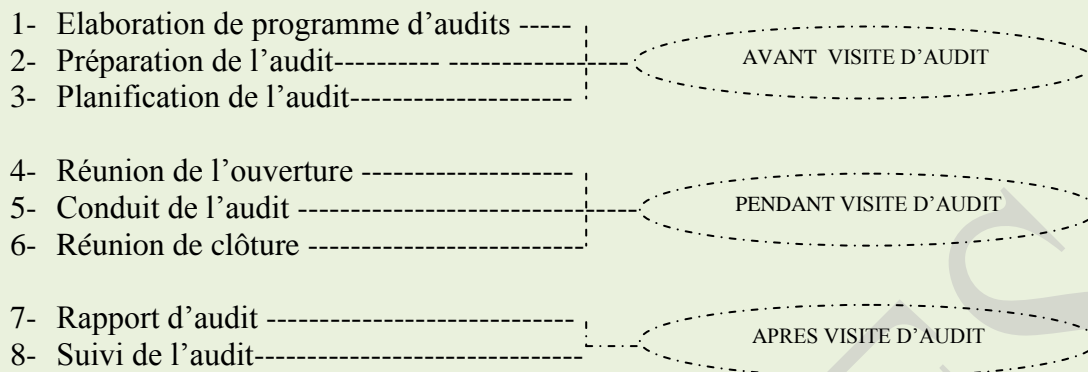 1- Elaboration de programme d’audits -----
2- Préparation de l’audit---------- -----------------
AVANT VISITE D’AUDIT
3- Planification de l’audit---------------------
4- Réunion de l’ouverture --------------------
5- Conduit de l’audit --------------------------------
PENDANT VISITE D’AUDIT
6- Réunion de clôture --------------------------
7- Rapport d’audit -----------------------------
APRES VISITE D’AUDIT
8- Suivi de l’audit-------------------------------